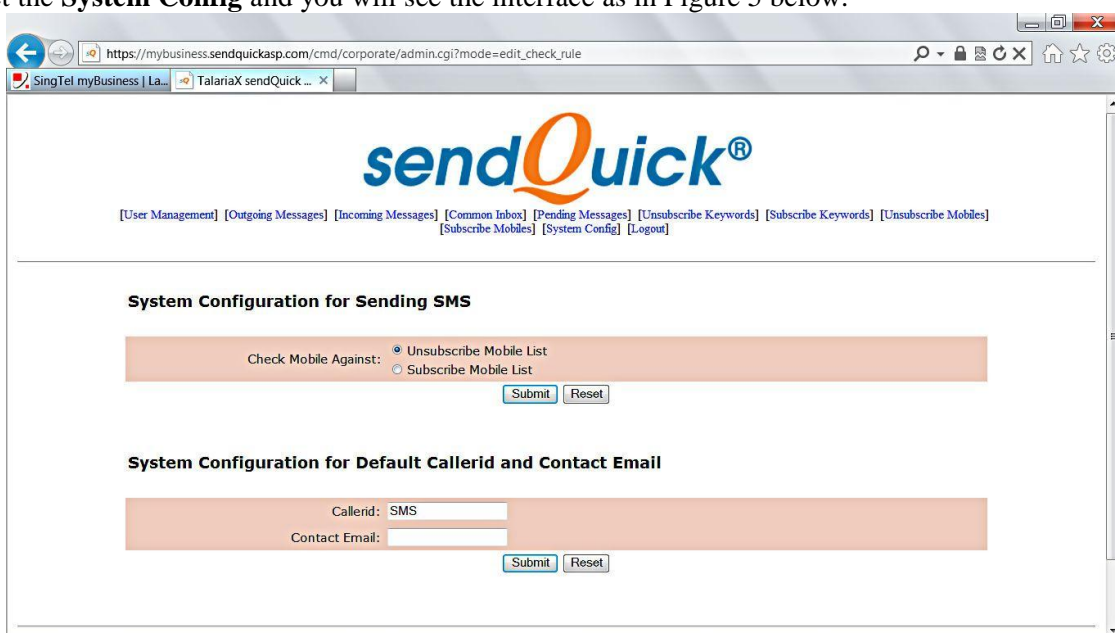 the System Config and you will see the interface as in Figure 5 below.
https://mybusiness.sendquickasp.com/cmd/corporate/admin.cgi?mode=edit_check_rule
SingTel myBusiness | La...
TalariaX sendQuick ...
sendQuick®
[User Management] [Outgoing Messages] [Incoming Messages] [Common Inbox] [Pending Messages] [Unsubscribe Keywords] [Subscribe Keywords] [Unsubscribe Mobiles]
[Subscribe Mobiles] [System Config] [Logout]
System Configuration for Sending SMS
Check Mobile Against:
Unsubscribe Mobile List
Subscribe Mobile List
Submit Reset
System Configuration for Default Callerid and Contact Email
Callerid: SMS
Contact Email:
Submit Reset